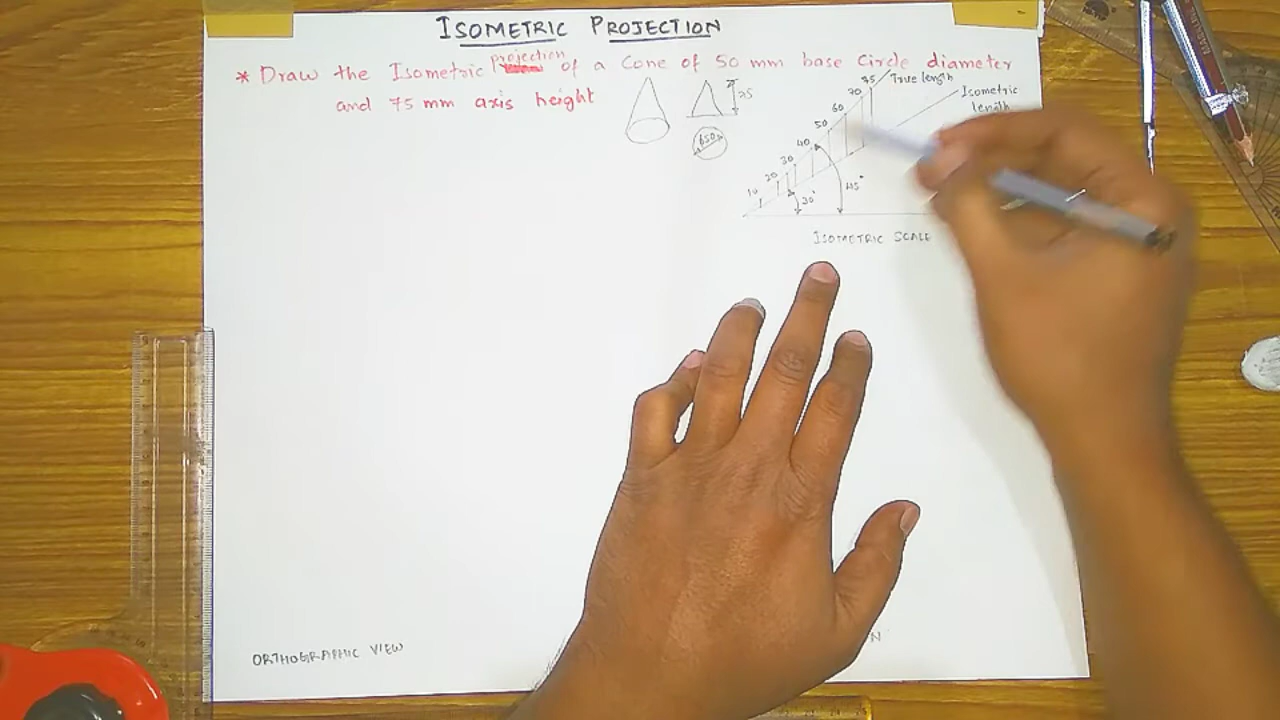 ISOMETRIC PROJECTION
* Draw the Isometric projection of a Cone of 50 mm base Circle diameter
and 75 mm axis height
75
ϕ50
10
20
30
40
50
60
70
75
True length
Isometric
length
30°
45°
ISOMETRIC SCALE
ORTHOGRAPHIC VIEW